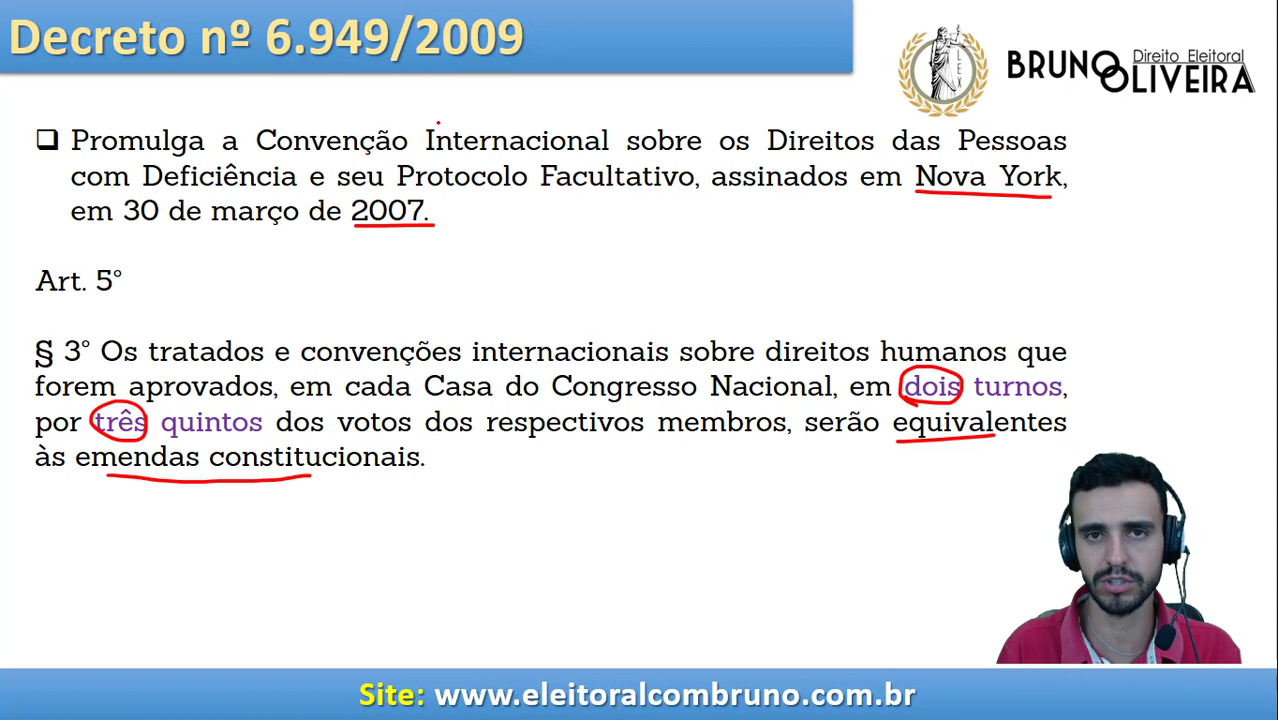 Decreto nº 6.949/2009
LEX
BRUNO OLIVEIRA
Direito Eleitoral
❑ Promulga a Convenção Internacional sobre os Direitos das Pessoas
com Deficiência e seu Protocolo Facultativo, assinados em Nova York,
em 30 de março de 2007.
Art. 5°
§ 3° Os tratados e convenções internacionais sobre direitos humanos que
forem aprovados, em cada Casa do Congresso Nacional, em dois turnos,
por três quintos dos votos dos respectivos membros, serão equivalentes
às emendas constitucionais.
Site: www.eleitoralcombruno.com.br